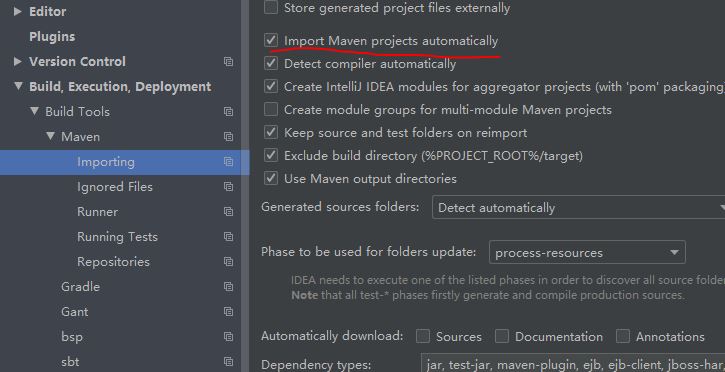 Editor
Plugins
Version Control
Build, Execution, Deployment
Build Tools
Maven
Importing
Ignored Files
Runner
Running Tests
Repositories
Gradle
Gant
bsp
sbt
Store generated project files externally
Import Maven projects automatically
Detect compiler automatically
Create IntelliJ IDEA modules for aggregator projects (with 'pom' packaging)
Create module groups for multi-module Maven projects
Keep source and test folders on reimport
Exclude build directory (%PROJECT_ROOT%/target)
Use Maven output directories
Generated sources folders: Detect automatically
Phase to be used for folders update: process-resources
IDEA needs to execute one of the listed phases in order to discover all source folde
Note that all test-* phases firstly generate and compile production sources.
Automatically download: Sources Documentation Annotations
Dependency types: jar, test-jar, maven-plugin, ejb, ejb-client, jboss-har